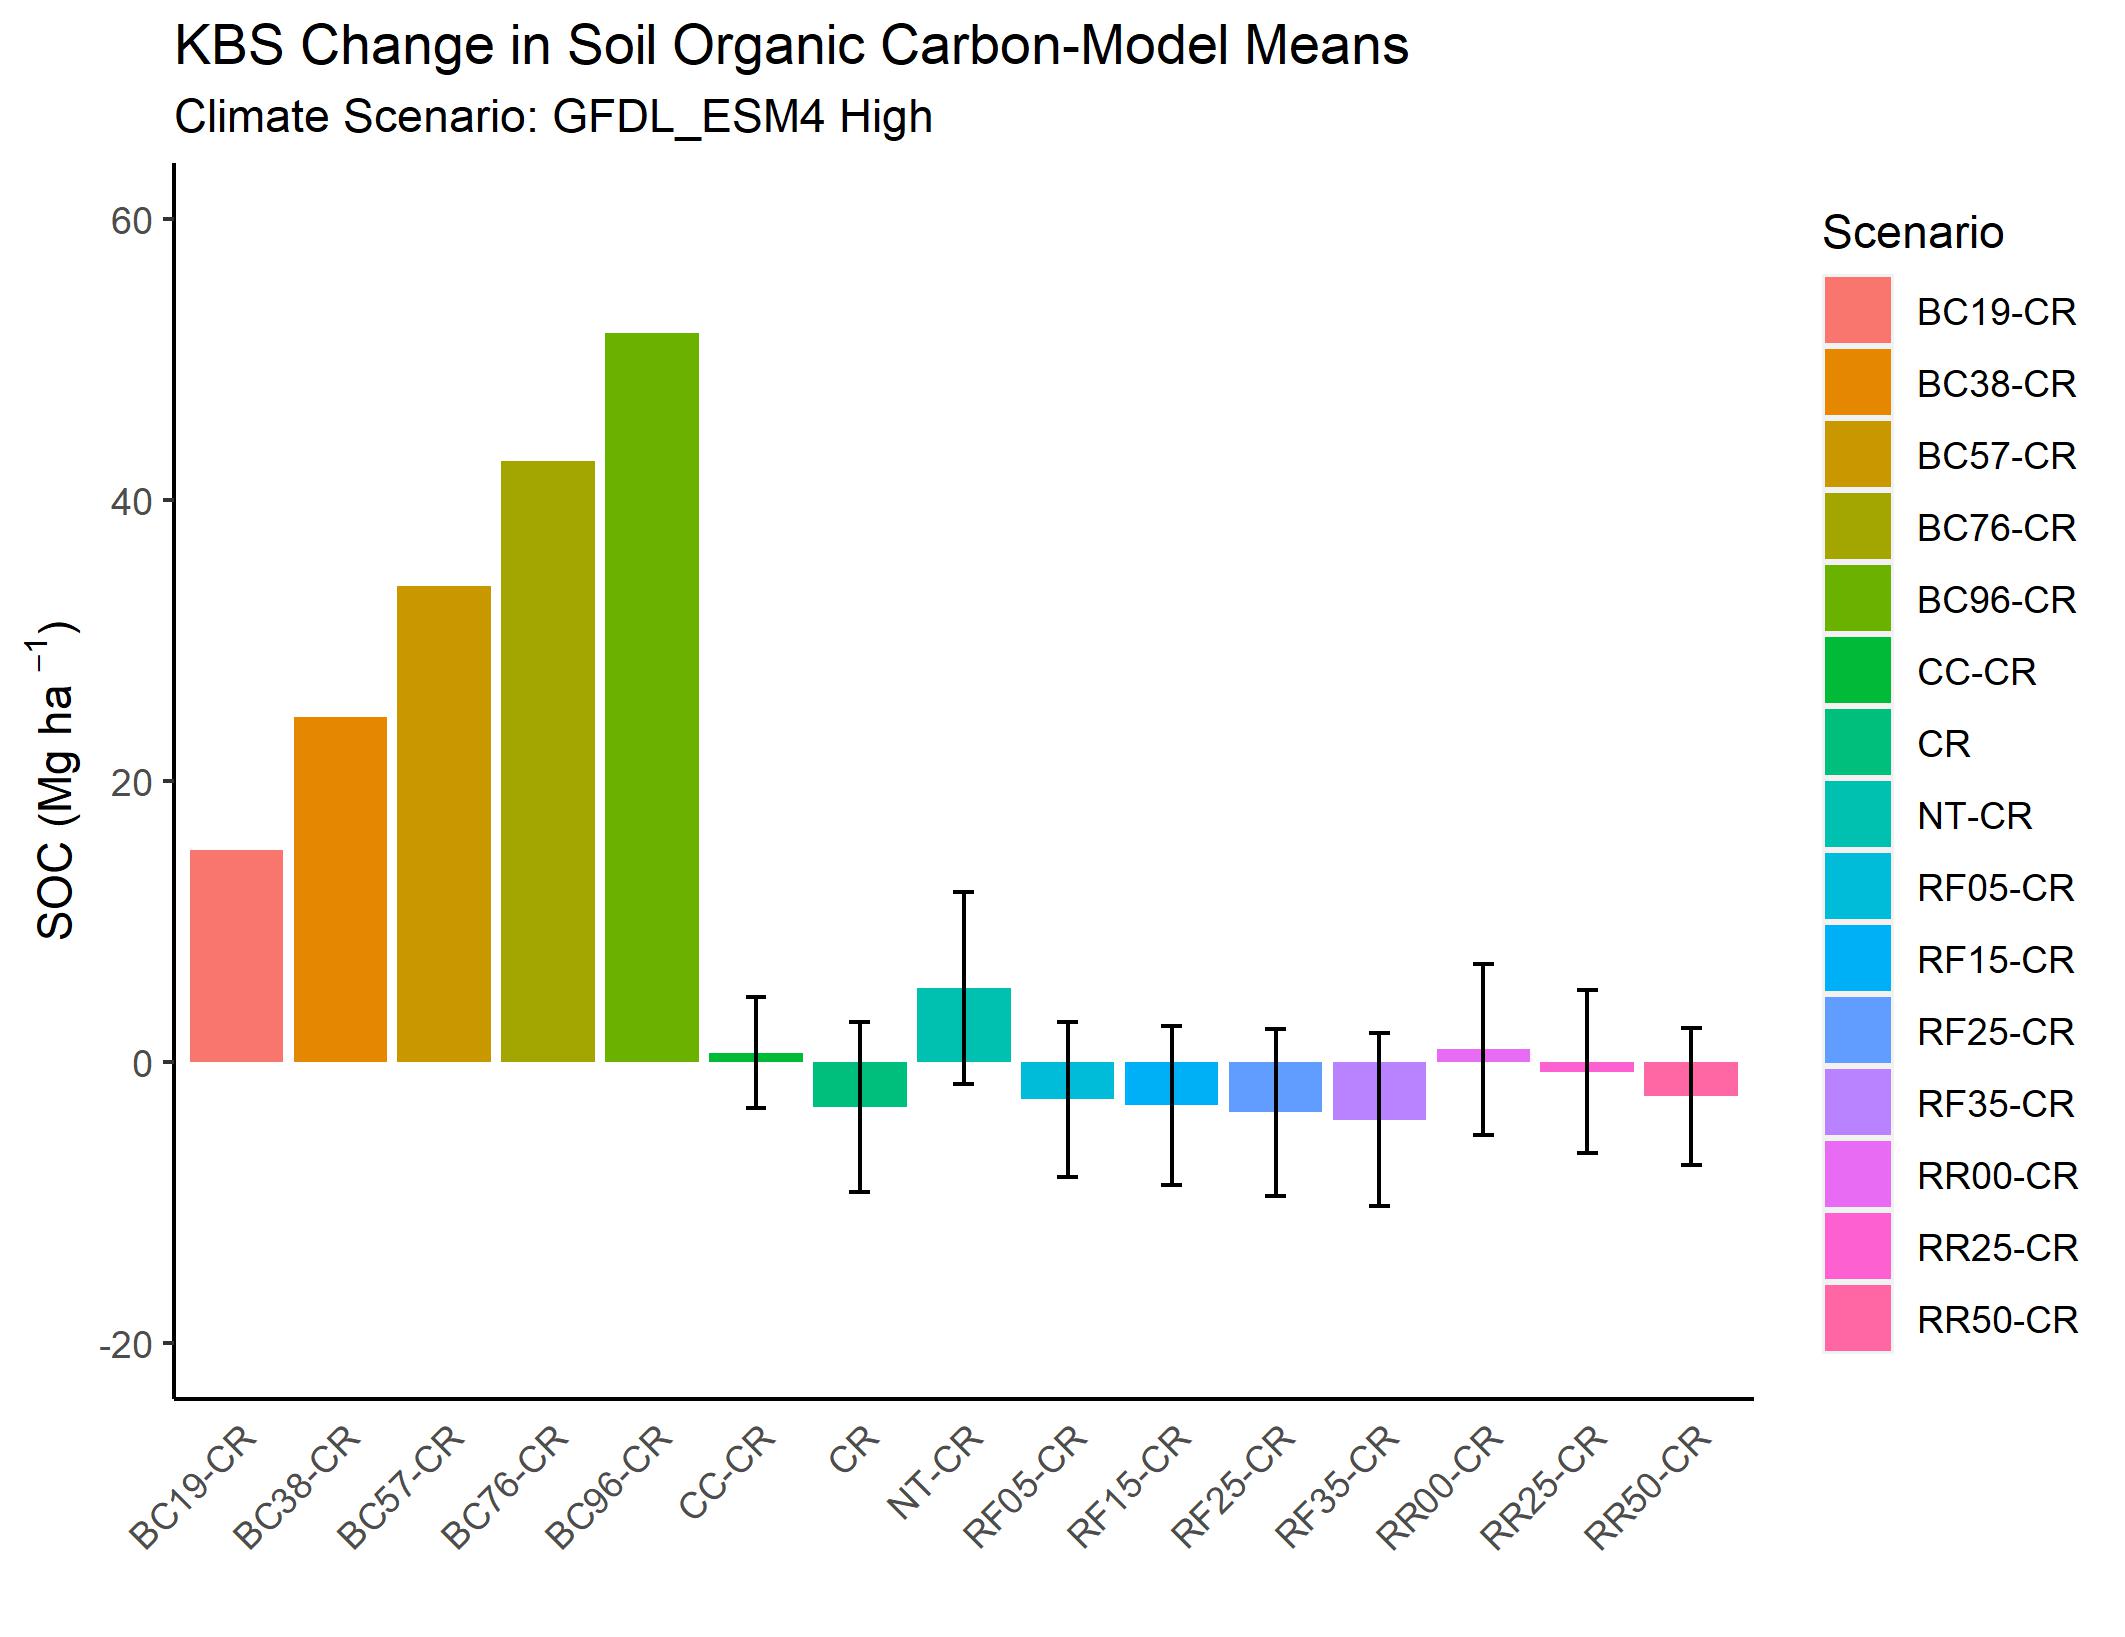 KBS Change in Soil Organic Carbon-Model Means
Climate Scenario: GFDL_ESM4 High
SOC (Mg ha −1)
60
40
20
0
-20
BC19-CR
BC38-CR
BC57-CR
BC76-CR
BC96-CR
CC-CR
CR
NT-CR
RF05-CR
RF15-CR
RF25-CR
RF35-CR
RR00-CR
RR25-CR
RR50-CR
Scenario
BC19-CR
BC38-CR
BC57-CR
BC76-CR
BC96-CR
CC-CR
CR
NT-CR
RF05-CR
RF15-CR
RF25-CR
RF35-CR
RR00-CR
RR25-CR
RR50-CR